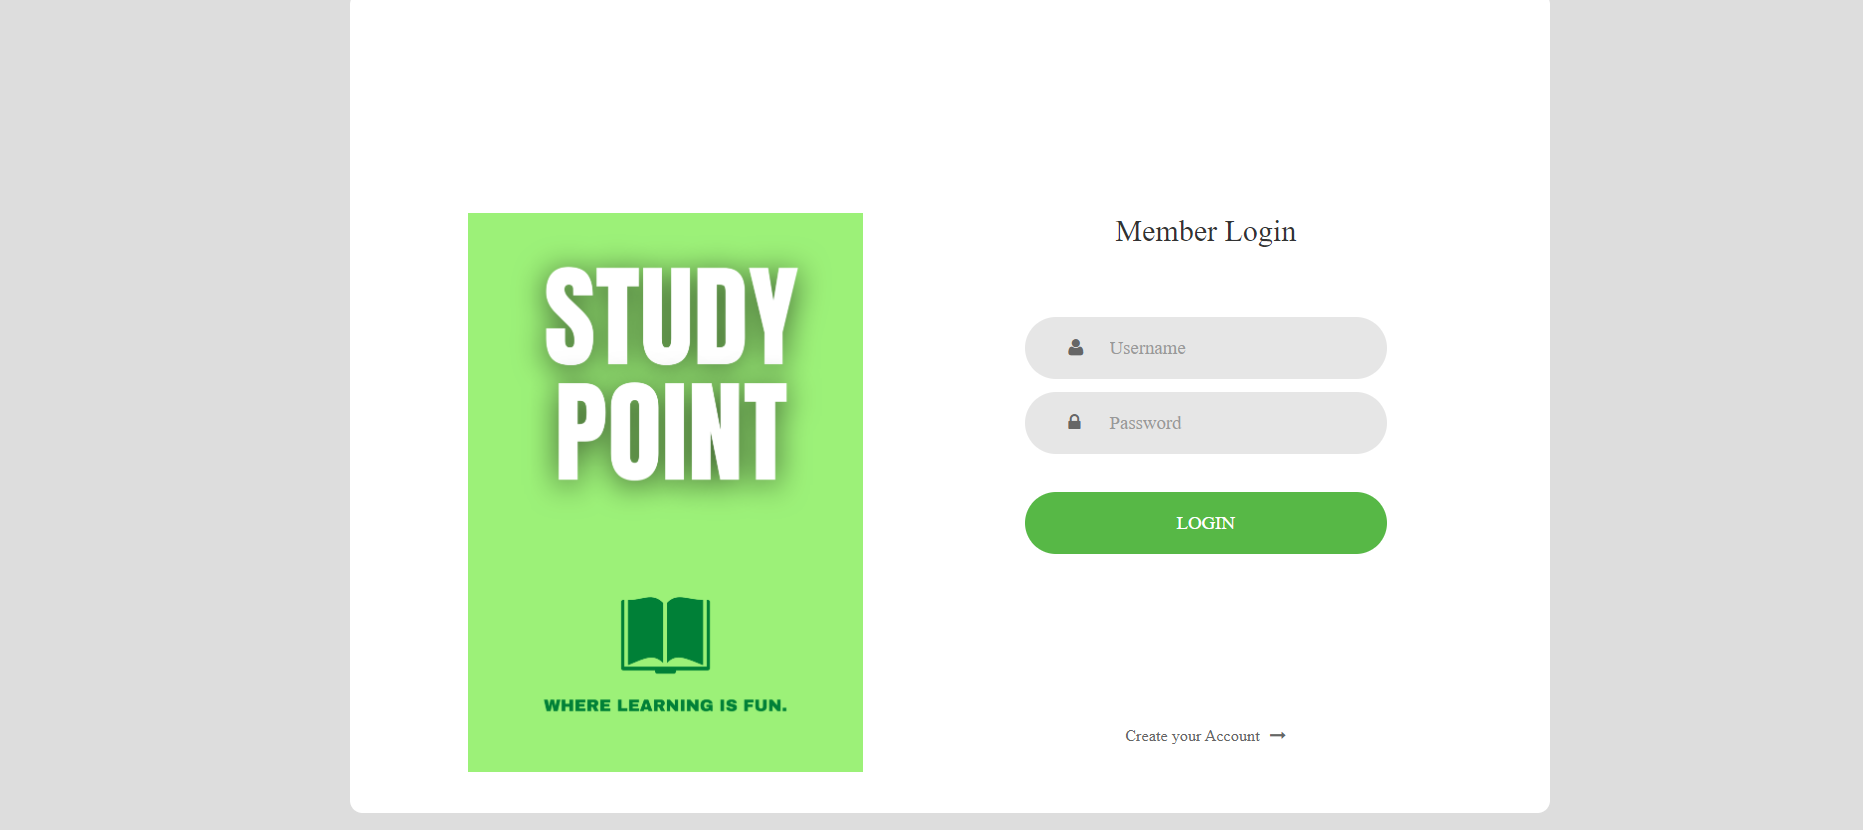 STUDY
POINT
WHERE LEARNING IS FUN.
Member Login
Username
Password
LOGIN
Create your Account